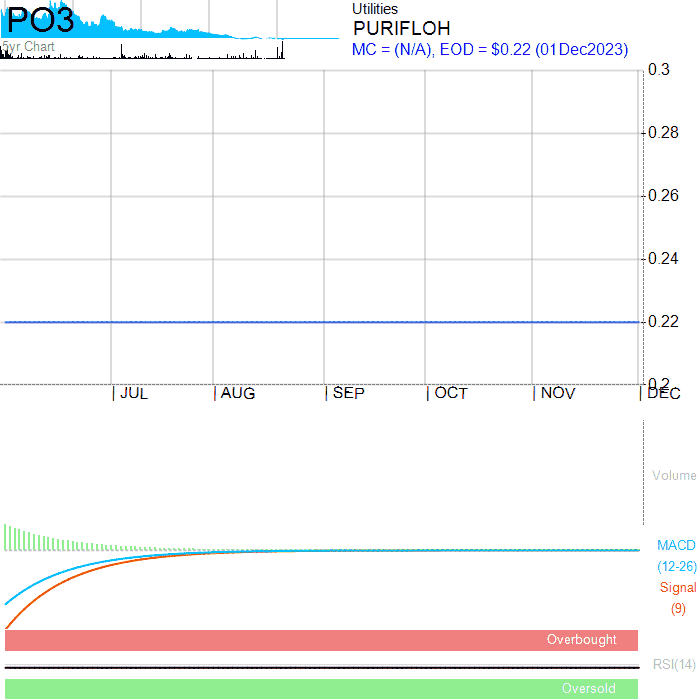 PO3
5yr Chart
Utilities
PURIFLOH
MC = (N/A), EOD = $0.22 (01Dec2023)
0.3
0.28
0.26
0.24
0.22
0.2
JUL AUG SEP OCT NOV DEC
Volume
MACD
(12-26)
Signal
(9)
Overbought
RSI(14)
Oversold